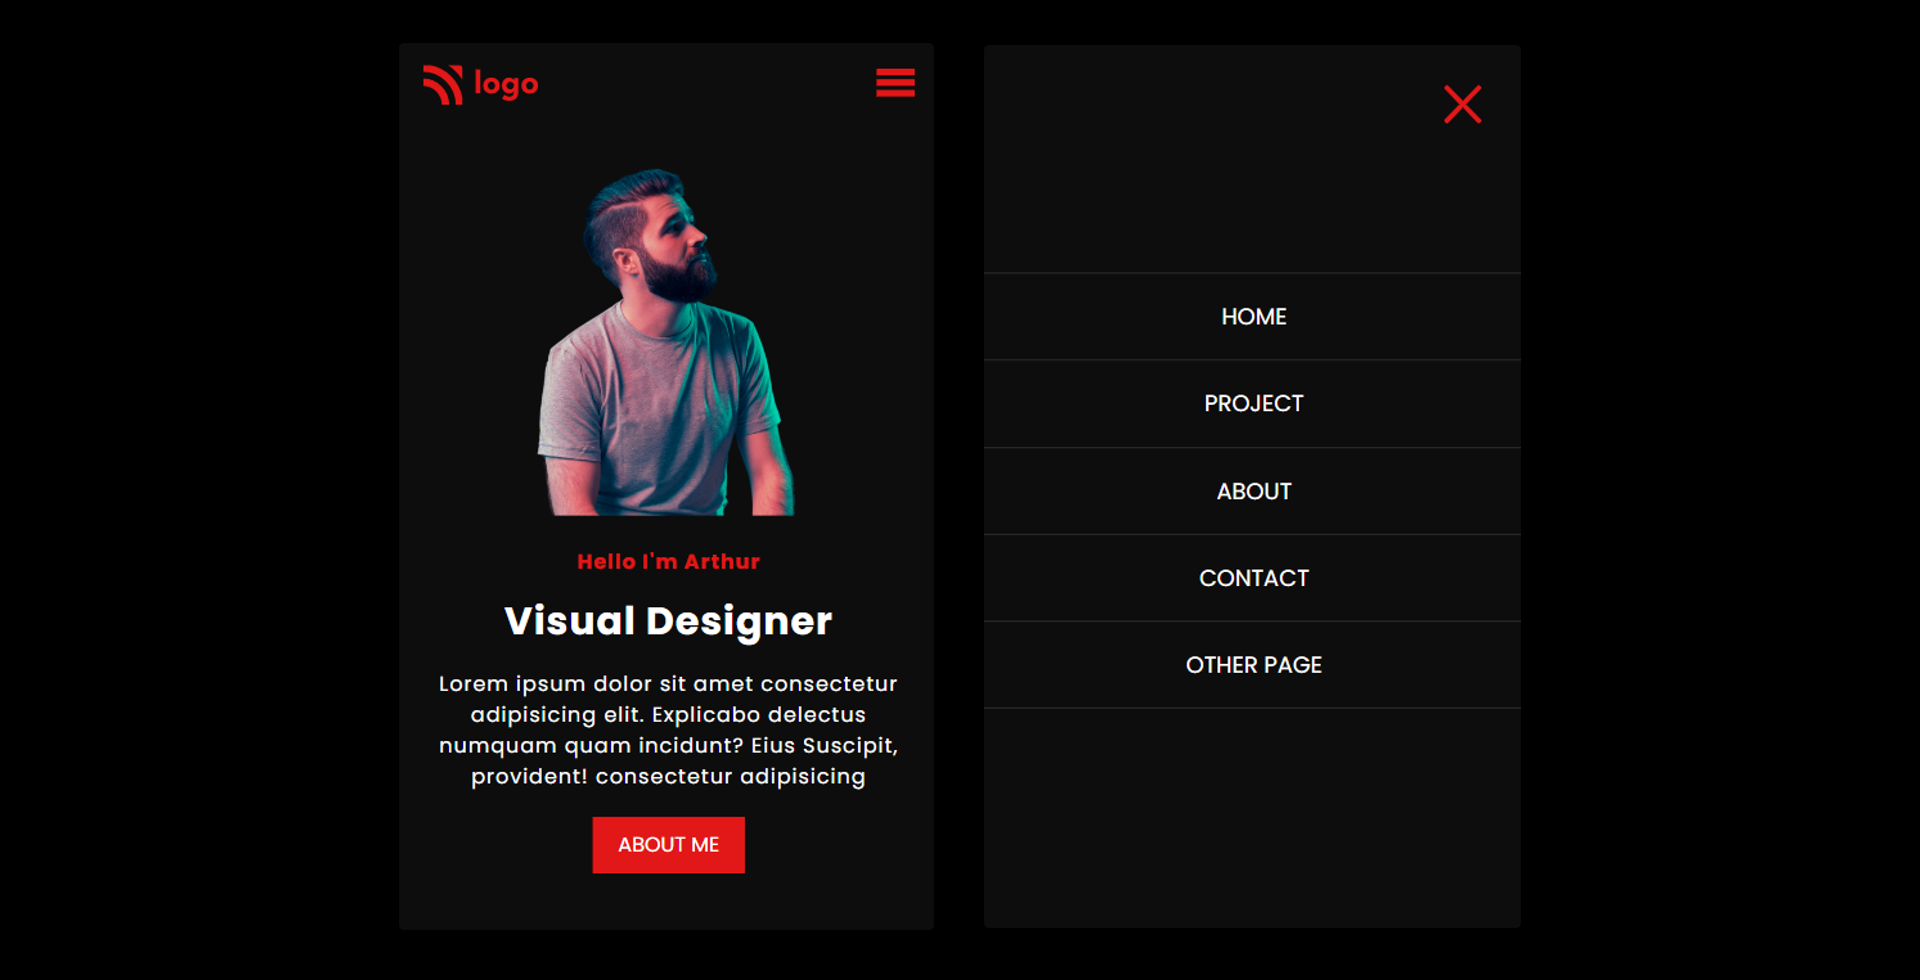 logo
Hello I'm Arthur
Visual Designer
Lorem ipsum dolor sit amet consectetur
adipisicing elit. Explicabo delectus
numquam quam incidunt? Eius Suscipit,
provident! consectetur adipisicing
ABOUT ME
HOME
PROJECT
ABOUT
CONTACT
OTHER PAGE